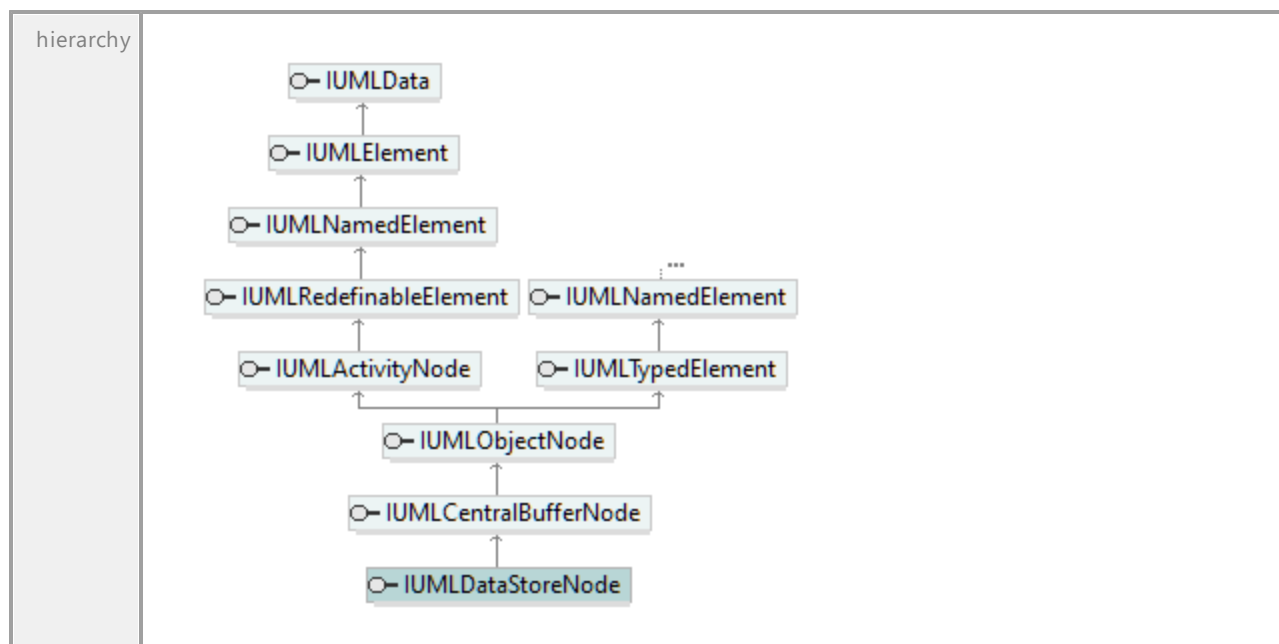 hierarchy
IUMLData
IUMLElement
IUMLNamedElement
...
IUMLRedefinableElement
IUMLNamedElement
IUMLActivityNode
IUMLTypedElement
IUMLObjectNode
IUMLCentralBufferNode
IUMLDataStoreNode